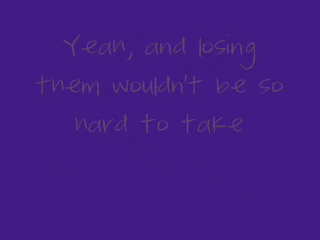 Yeah, and losing
them wouldn't be so
hard to take